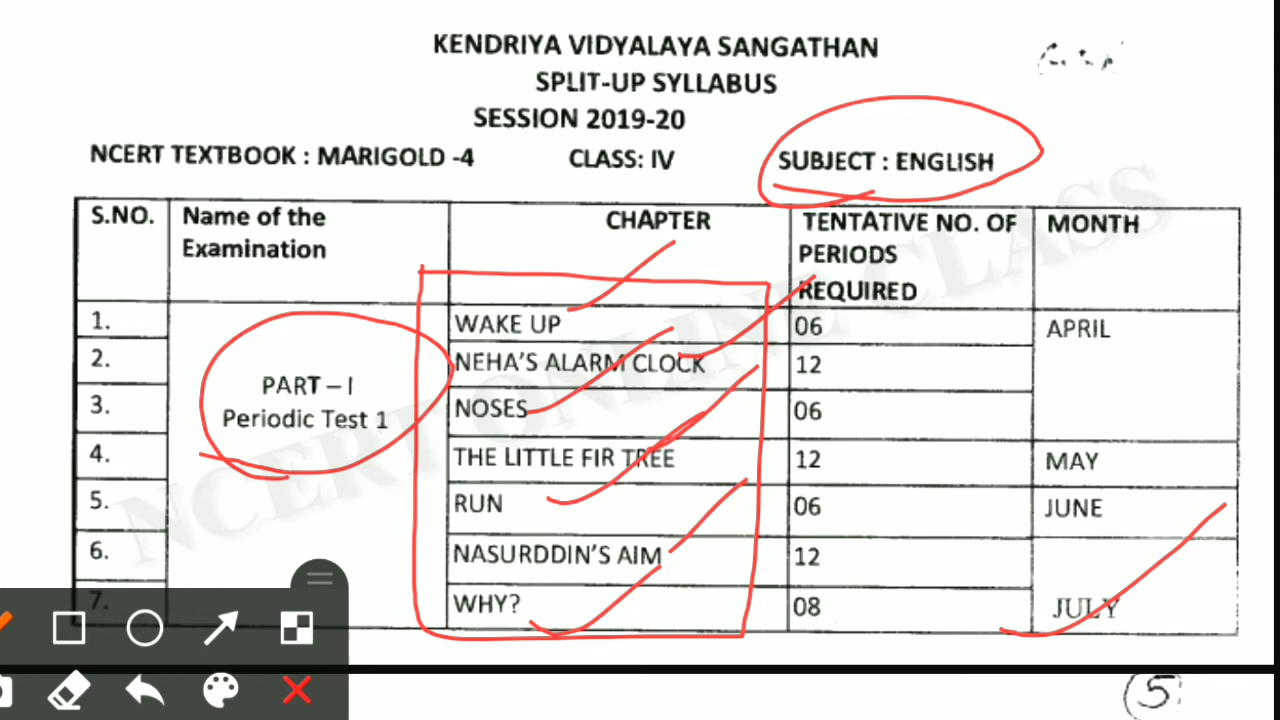 KENDRIYA VIDYALAYA SANGATHAN
SPLIT-UP SYLLABUS
SESSION 2019-20
NCERT TEXTBOOK : MARIGOLD -4 CLASS: IV SUBJECT : ENGLISH
S.NO. Name of the Examination CHAPTER TENTATIVE NO. OF PERIODS REQUIRED MONTH
1. WAKE UP 06 APRIL
2. NEHA'S ALARM CLOCK 12
PART – I
Periodic Test 1
3. NOSES 06
4. THE LITTLE FIR TREE 12 MAY
5. RUN 06 JUNE
6. NASURDDIN'S AIM 12
7. WHY? 08 JULY
5
NCERT ONLINE CLASS